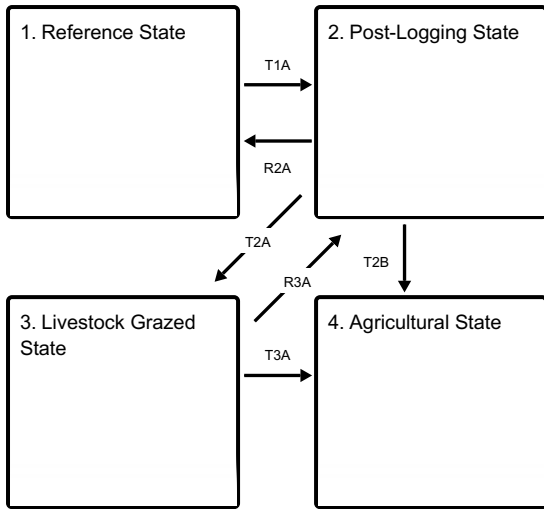 1. Reference State
2. Post-Logging State
T1A
R2A
T2A
R3A
T2B
3. Livestock Grazed
State
4. Agricultural State
T3A